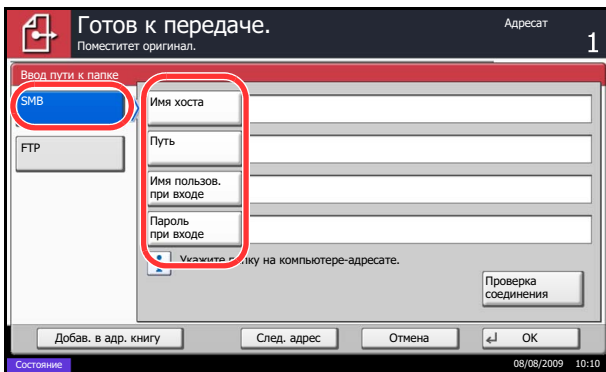 Готов к передаче.
Адресат
Поместитет оригинал.
1
Ввод пути к папке
SMB
Имя хоста
FTP
Путь
Имя пользов.
при входе
Пароль
при входе
Укажите папку на компьютере-адресате.
Проверка
соединения
Добав. в адр. книгу
След. адрес
Отмена
OK
Состояние
08/08/2009 10:10